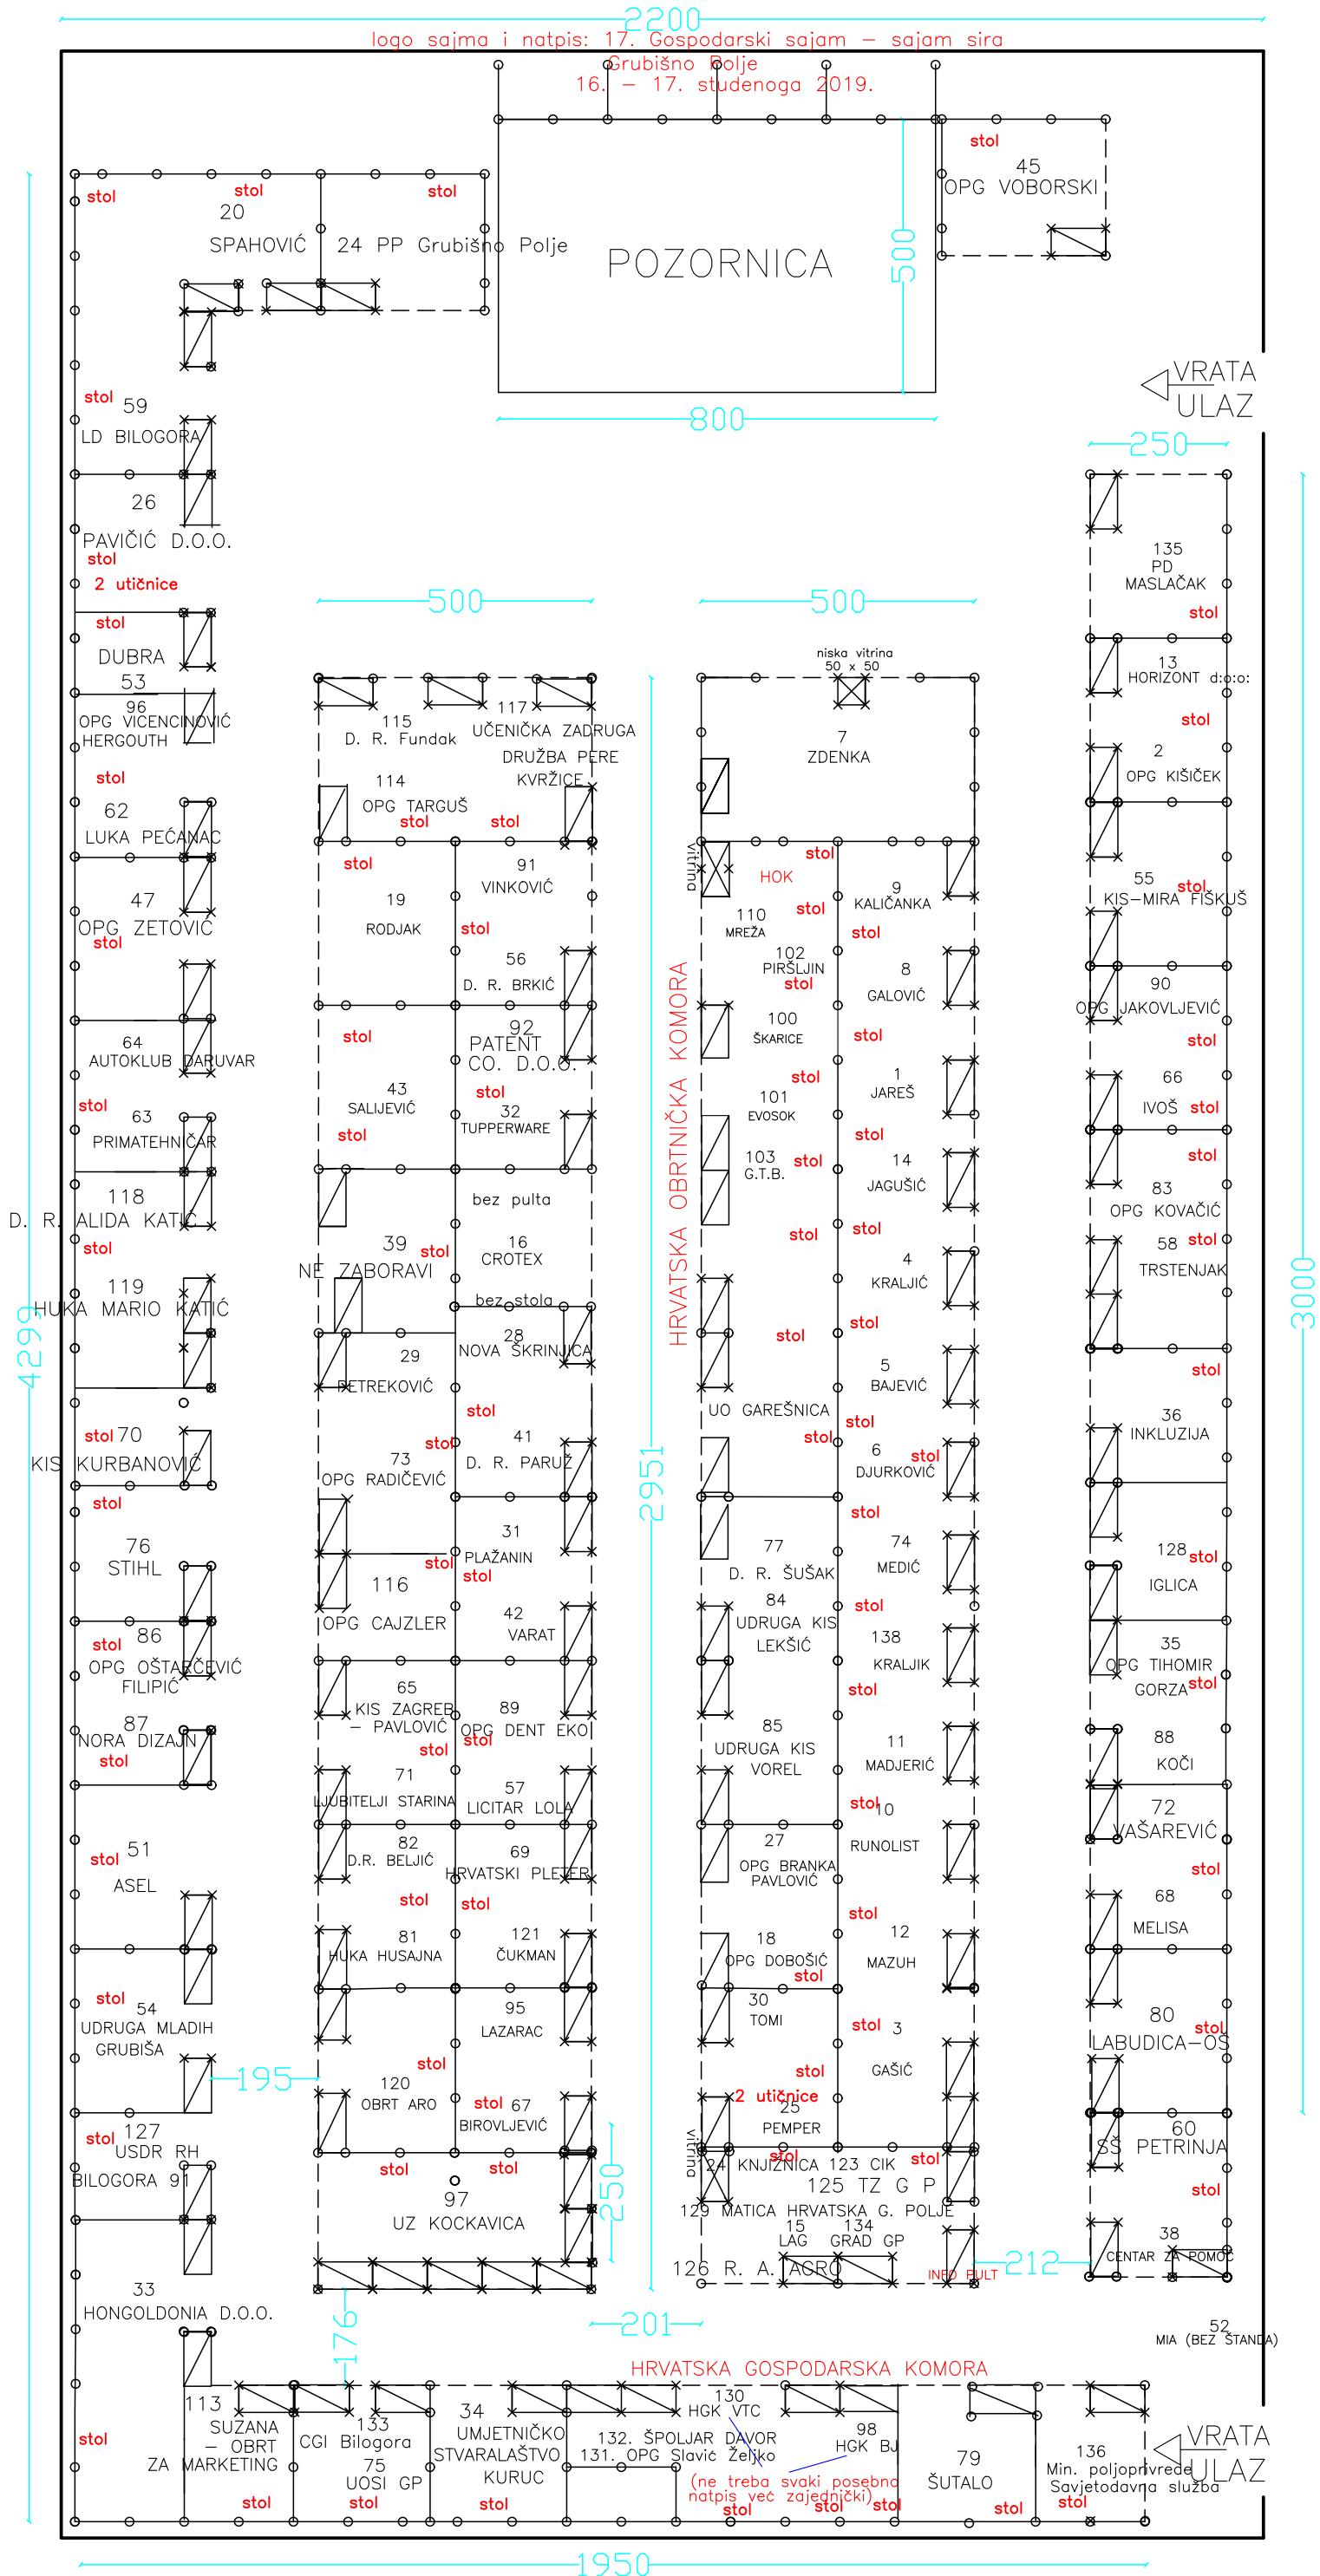 2200
logo sajma i natpis: 17. Gospodarski sajam – sajam sira
Grubišno Polje
16. – 17. studenoga 2019.
stol
45
OPG VOBORSKI
stol
stol
stol
20
SPAHOVIĆ
24 PP Grubišno Polje
POZORNICA
500
800
VRATA
ULAZ
250
4299
3000
stol
59
LD BILOGORA
26
PAVIČIĆ D.O.O.
stol
2 utičnice
stol
DUBRA
53
96
OPG VICENCINOVIĆ
HERGOUTH
stol
62
LUKA PEĆANAC
47
OPG ZETOVIĆ
stol
64
AUTOKLUB DARUVAR
stol
63
PRIMATEHNIČAR
118
D. R. ALIDA KATIĆ
stol
119
HUKA MARIO KATIĆ
stol
70
KIS KURBANOVIĆ
stol
76
STIHL
86
stol
OPG OŠTARČEVIĆ
FILIPIĆ
87
NORA DIZAJN
stol
51
stol
ASEL
stol
54
UDRUGA MLADIH
GRUBIŠA
195
127
stol
USDR RH
BILOGORA 91
33
HONGOLDONIA D.O.O.
stol
500
115
D. R. Fundak
117
UČENIČKA ZADRUGA
DRUŽBA PERE
KVRŽICE
114
OPG TARGUŠ
stol
stol
stol
91
VINKOVIĆ
19
RODJAK
stol
56
D. R. BRKIĆ
stol
92
PATENT
CO. D.O.O.
43
SALIJEVIĆ
stol
32
TUPPERWARE
stol
bez pulta
39
NE ZABORAVI
stol
16
CROTEX
bez stola
28
NOVA ŠKRINJICA
29
PETREKOVIĆ
stol
stol
41
D. R. PARUŽ
73
OPG RADIČEVIĆ
31
PLAŽANIN
stol
stol
116
OPG CAJZLER
42
VARAT
65
KIS ZAGREB
– PAVLOVIĆ
89
OPG DENT EKO
stol
stol
71
LJUBITELJI STARINA
57
LICITAR LOLA
82
D.R. BELJIĆ
69
HRVATSKI PLETER
stol
stol
81
HUKA HUSAJNA
121
ČUKMAN
95
LAZARAC
stol
120
OBRT ARO
stol
67
BIROVLJEVIĆ
stol
stol
97
UZ KOCKAVICA
250
176
201
2951
500
niska vitrina
50 x 50
7
ZDENKA
vitrina
HOK
stol
9
KALIČANKA
stol
110
MREŽA
stol
102
PIRŠLJIN
stol
8
GALOVIĆ
100
ŠKARICE
stol
HRVATSKA OBRTNIČKA KOMORA
stol
1
JAREŠ
101
EVOSOK
stol
103
G.T.B.
stol
14
JAGUŠIĆ
stol
stol
4
KRALJIĆ
stol
stol
5
BAJEVIĆ
UO GAREŠNICA
stol
stol
6
DJURKOVIĆ
stol
stol
77
D. R. ŠUŠAK
74
MEDIĆ
84
UDRUGA KIS
LEKŠIĆ
stol
138
KRALJIK
stol
85
UDRUGA KIS
VOREL
11
MADJERIĆ
stol
10
RUNOLIST
27
OPG BRANKA
PAVLOVIĆ
stol
18
OPG DOBOŠIĆ
stol
12
MAZUH
30
TOMI
stol
3
GAŠIĆ
stol
2 utičnice
25
PEMPER
vitrina
stol
stol
124 KNJIŽNICA 123 CIK
125 TZ G P
129 MATICA HRVATSKA G. POLJE
15
LAG
134
GRAD GP
126 R. A. AGRO
INFO PULT
212
135
PD
MASLAČAK
stol
13
HORIZONT d:o:o:
stol
2
OPG KIŠIČEK
55
stol
KIS–MIRA FIŠKUŠ
90
OPG JAKOVLJEVIĆ
stol
66
IVOŠ
stol
stol
83
OPG KOVAČIĆ
58
stol
TRSTENJAK
stol
36
INKLUZIJA
128
stol
IGLICA
35
OPG TIHOMIR
GORZA
stol
88
KOČI
72
VAŠAREVIĆ
stol
68
MELISA
80
stol
LABUDICA–OŠ
60
SŠ PETRINJA
stol
38
CENTAR ZA POMOĆ
52
MIA (BEZ ŠTANDA)
HRVATSKA GOSPODARSKA KOMORA
113
SUZANA
– OBRT
ZA MARKETING
stol
133
CGI Bilogora
75
UOSI GP
stol
34
UMJETNIČKO
STVARALAŠTVO
KURUC
stol
130
HGK VTC
132. ŠPOLJAR DAVOR
131. OPG Slavić Željko
98
HGK BJ
(ne treba svaki posebno
natpis već zajednički)
stol
stol
stol
79
ŠUTALO
stol
136
Min. poljoprivrede
Savjetodavna služba
stol
VRATA
ULAZ
1950